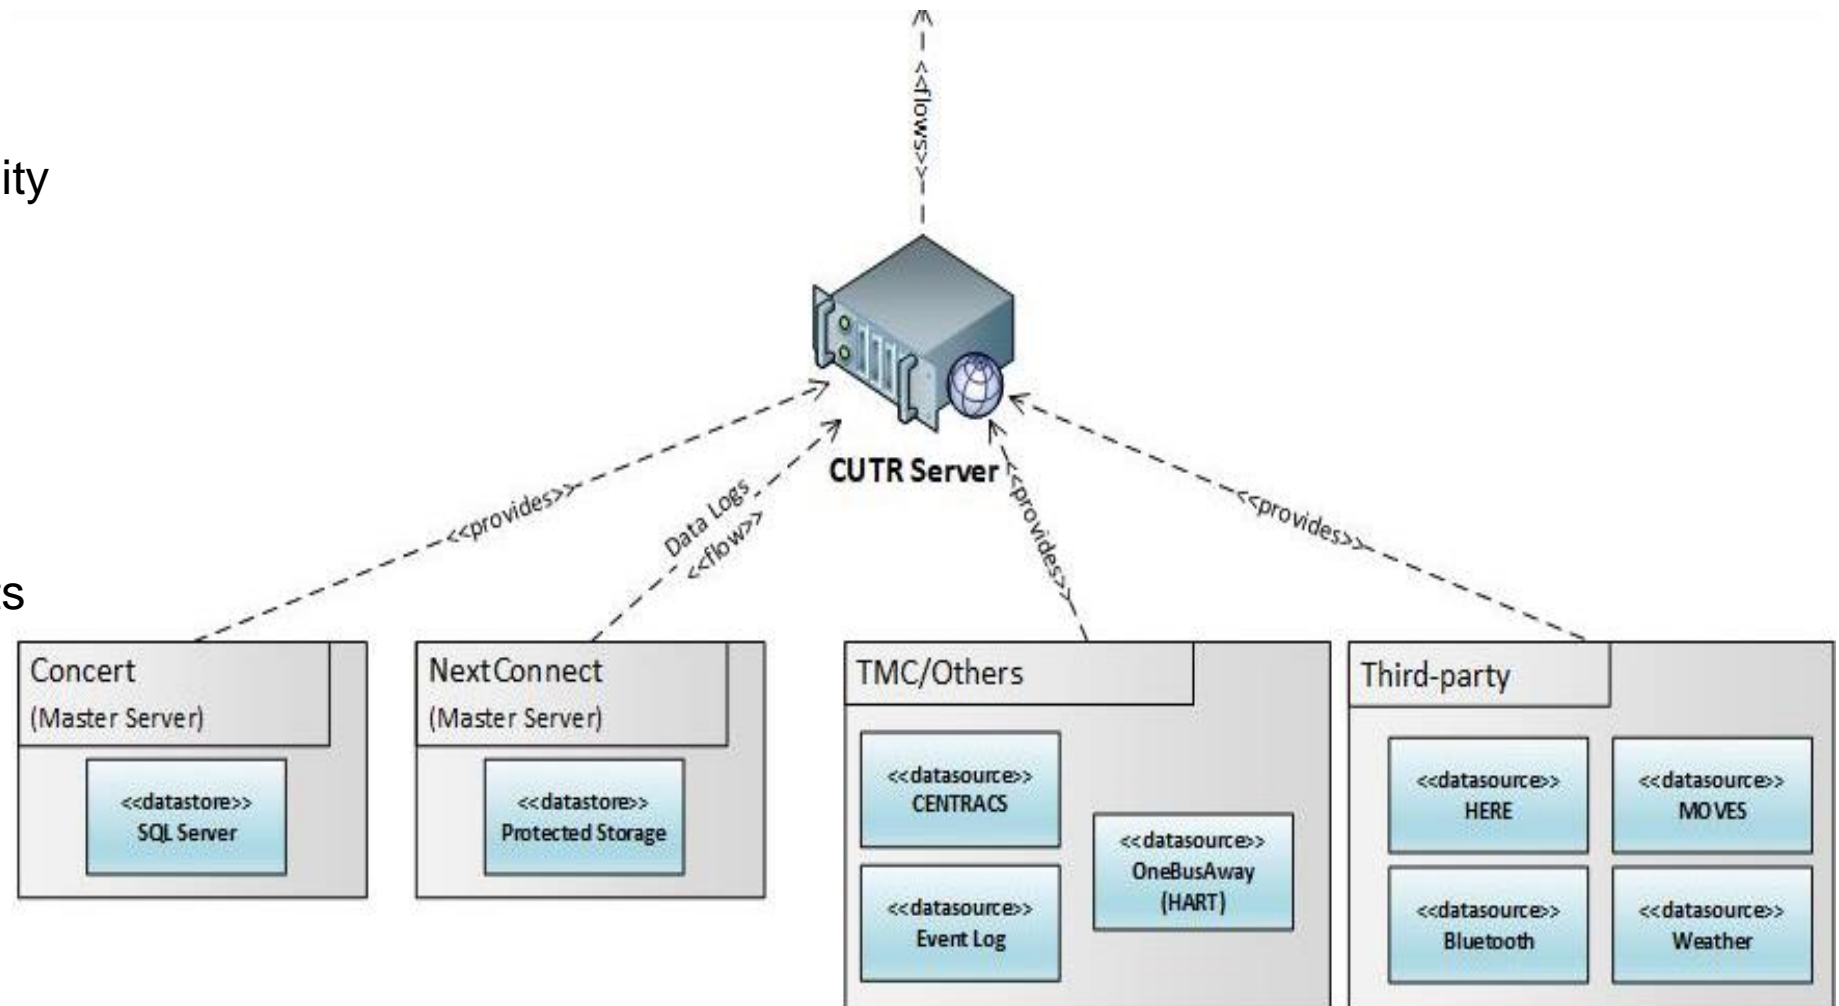 <<flows>>
ity
CUTR Server
<<provides>>
Data Logs
<<flow>>
<<provides>>
<<provides>>
ts
Concert
(Master Server)
<<datastore>>
SQL Server
NextConnect
(Master Server)
<<datastore>>
Protected Storage
TMC/Others
<<datasource>>
CENTRACS
<<datasource>>
Event Log
<<datasource>>
OneBusAway
(HART)
Third-party
<<datasource>>
HERE
<<datasource>>
MOVES
<<datasource>>
Bluetooth
<<datasource>>
Weather